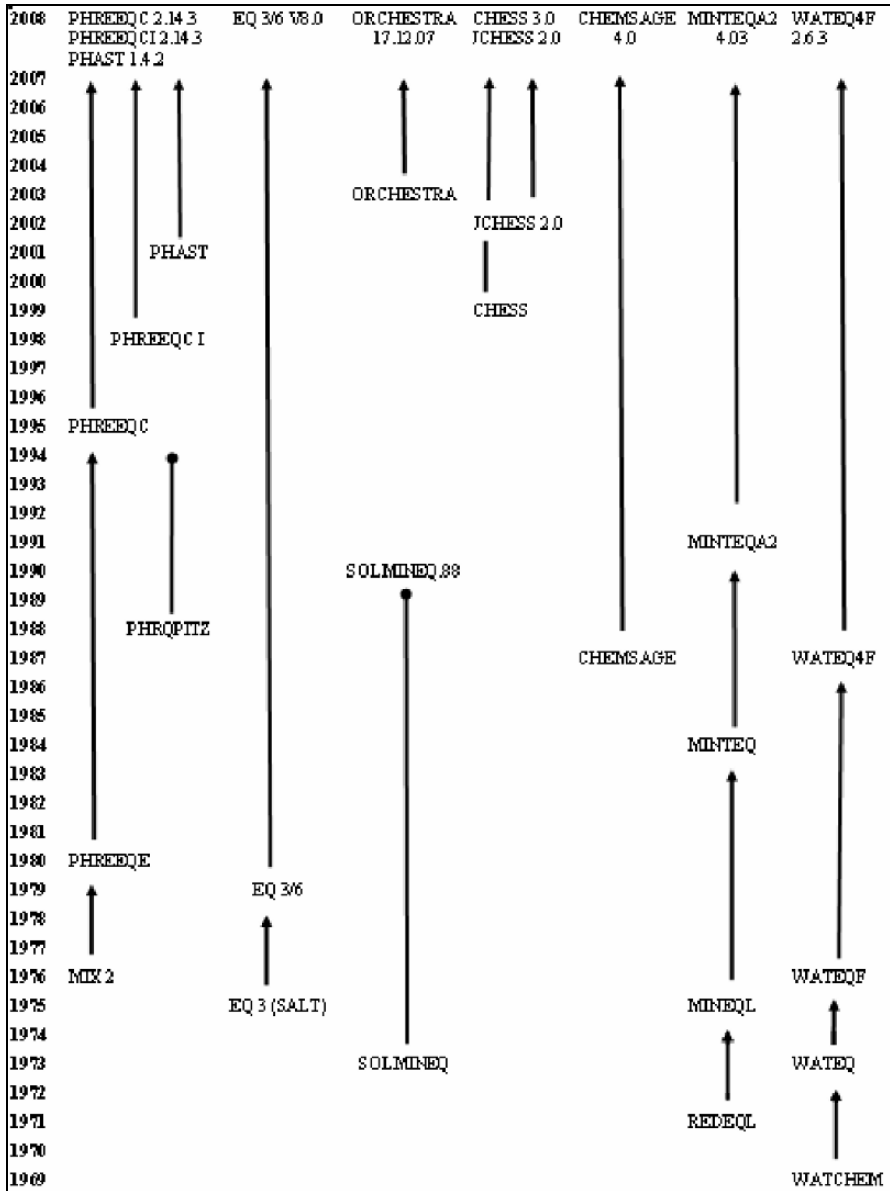 2008 PHREEQC 2.14.3 EQ 3/6 V8.0 ORCHESTRA CHESS 3.0 CHEMSAGE MINTEQA2 WATEQ4F
PHREEQCI 2.14.3 17.12.07 JCHESS 2.0 4.0 4.03 2.6.3
PHAST 1.4.2
2007
2006
2005
2004
2003 ORCHESTRA
2002 JCHESS 2.0
2001 PHAST
2000
1999 CHESS
1998 PHREEQC I
1997
1996
1995 PHREEQC
1994
1993
1992
1991 MINTEQA2
1990 SOLMINEQ.88
1989
1988 PHRQPITZ
1987 CHEMSAGE WATEQ4F
1986
1985
1984 MINTEQ
1983
1982
1981
1980 PHREEQE
1979 EQ 3/6
1978
1977
1976 MIX 2 WATEQF
1975 EQ 3 (SALT) MINEQL
1974
1973 SOLMINEQ WATEQ
1972
1971 REDEQL
1970
1969 WATCHEM